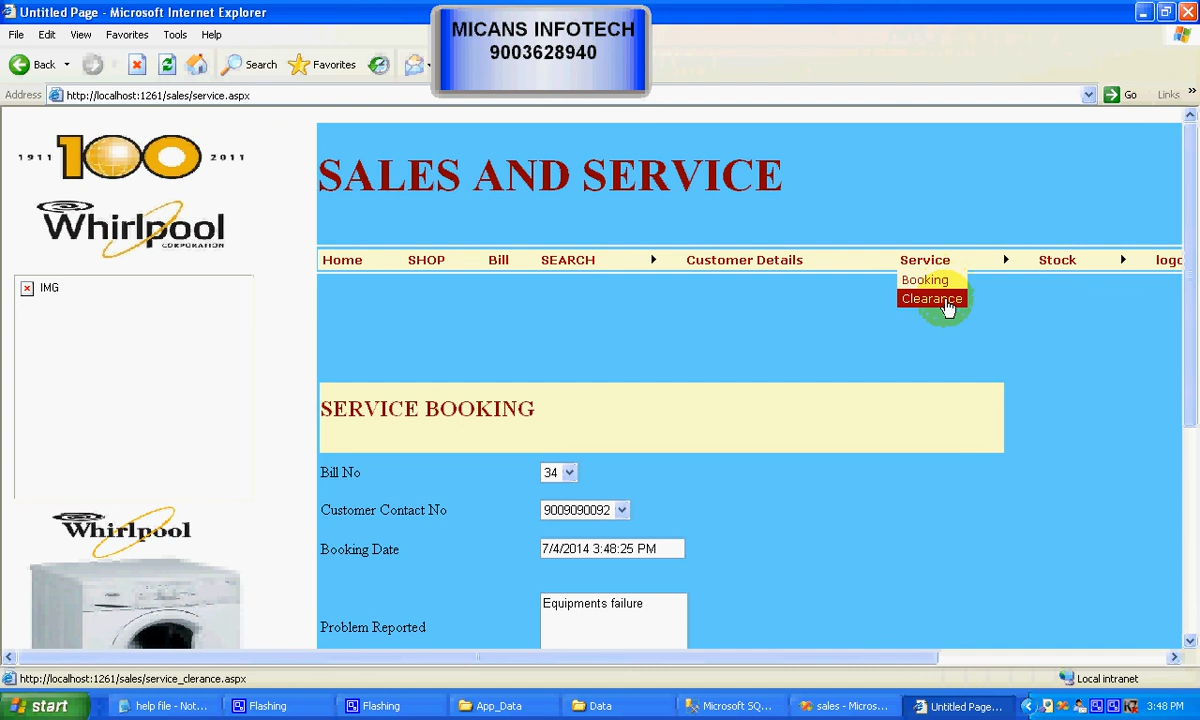 Untitled Page - Microsoft Internet Explorer
MICANS INFOTECH
9003628940
File Edit View Favorites Tools Help
Back Search Favorites
Address http://localhost:1261/sales/service.aspx Go Links »
1911 100 2011
Whirlpool
CORPORATION
IMG
Whirlpool
SALES AND SERVICE
Home SHOP Bill SEARCH Customer Details Service Stock logo
Booking
Clearance
SERVICE BOOKING
Bill No 34
Customer Contact No 9009090092
Booking Date 7/4/2014 3:48:25 PM
Equipments failure
Problem Reported
http://localhost:1261/sales/service_clerance.aspx Local intranet
start help file - Not... Flashing Flashing App_Data Data Microsoft SQ... sales - Micros... Untitled Page... 3:48 PM